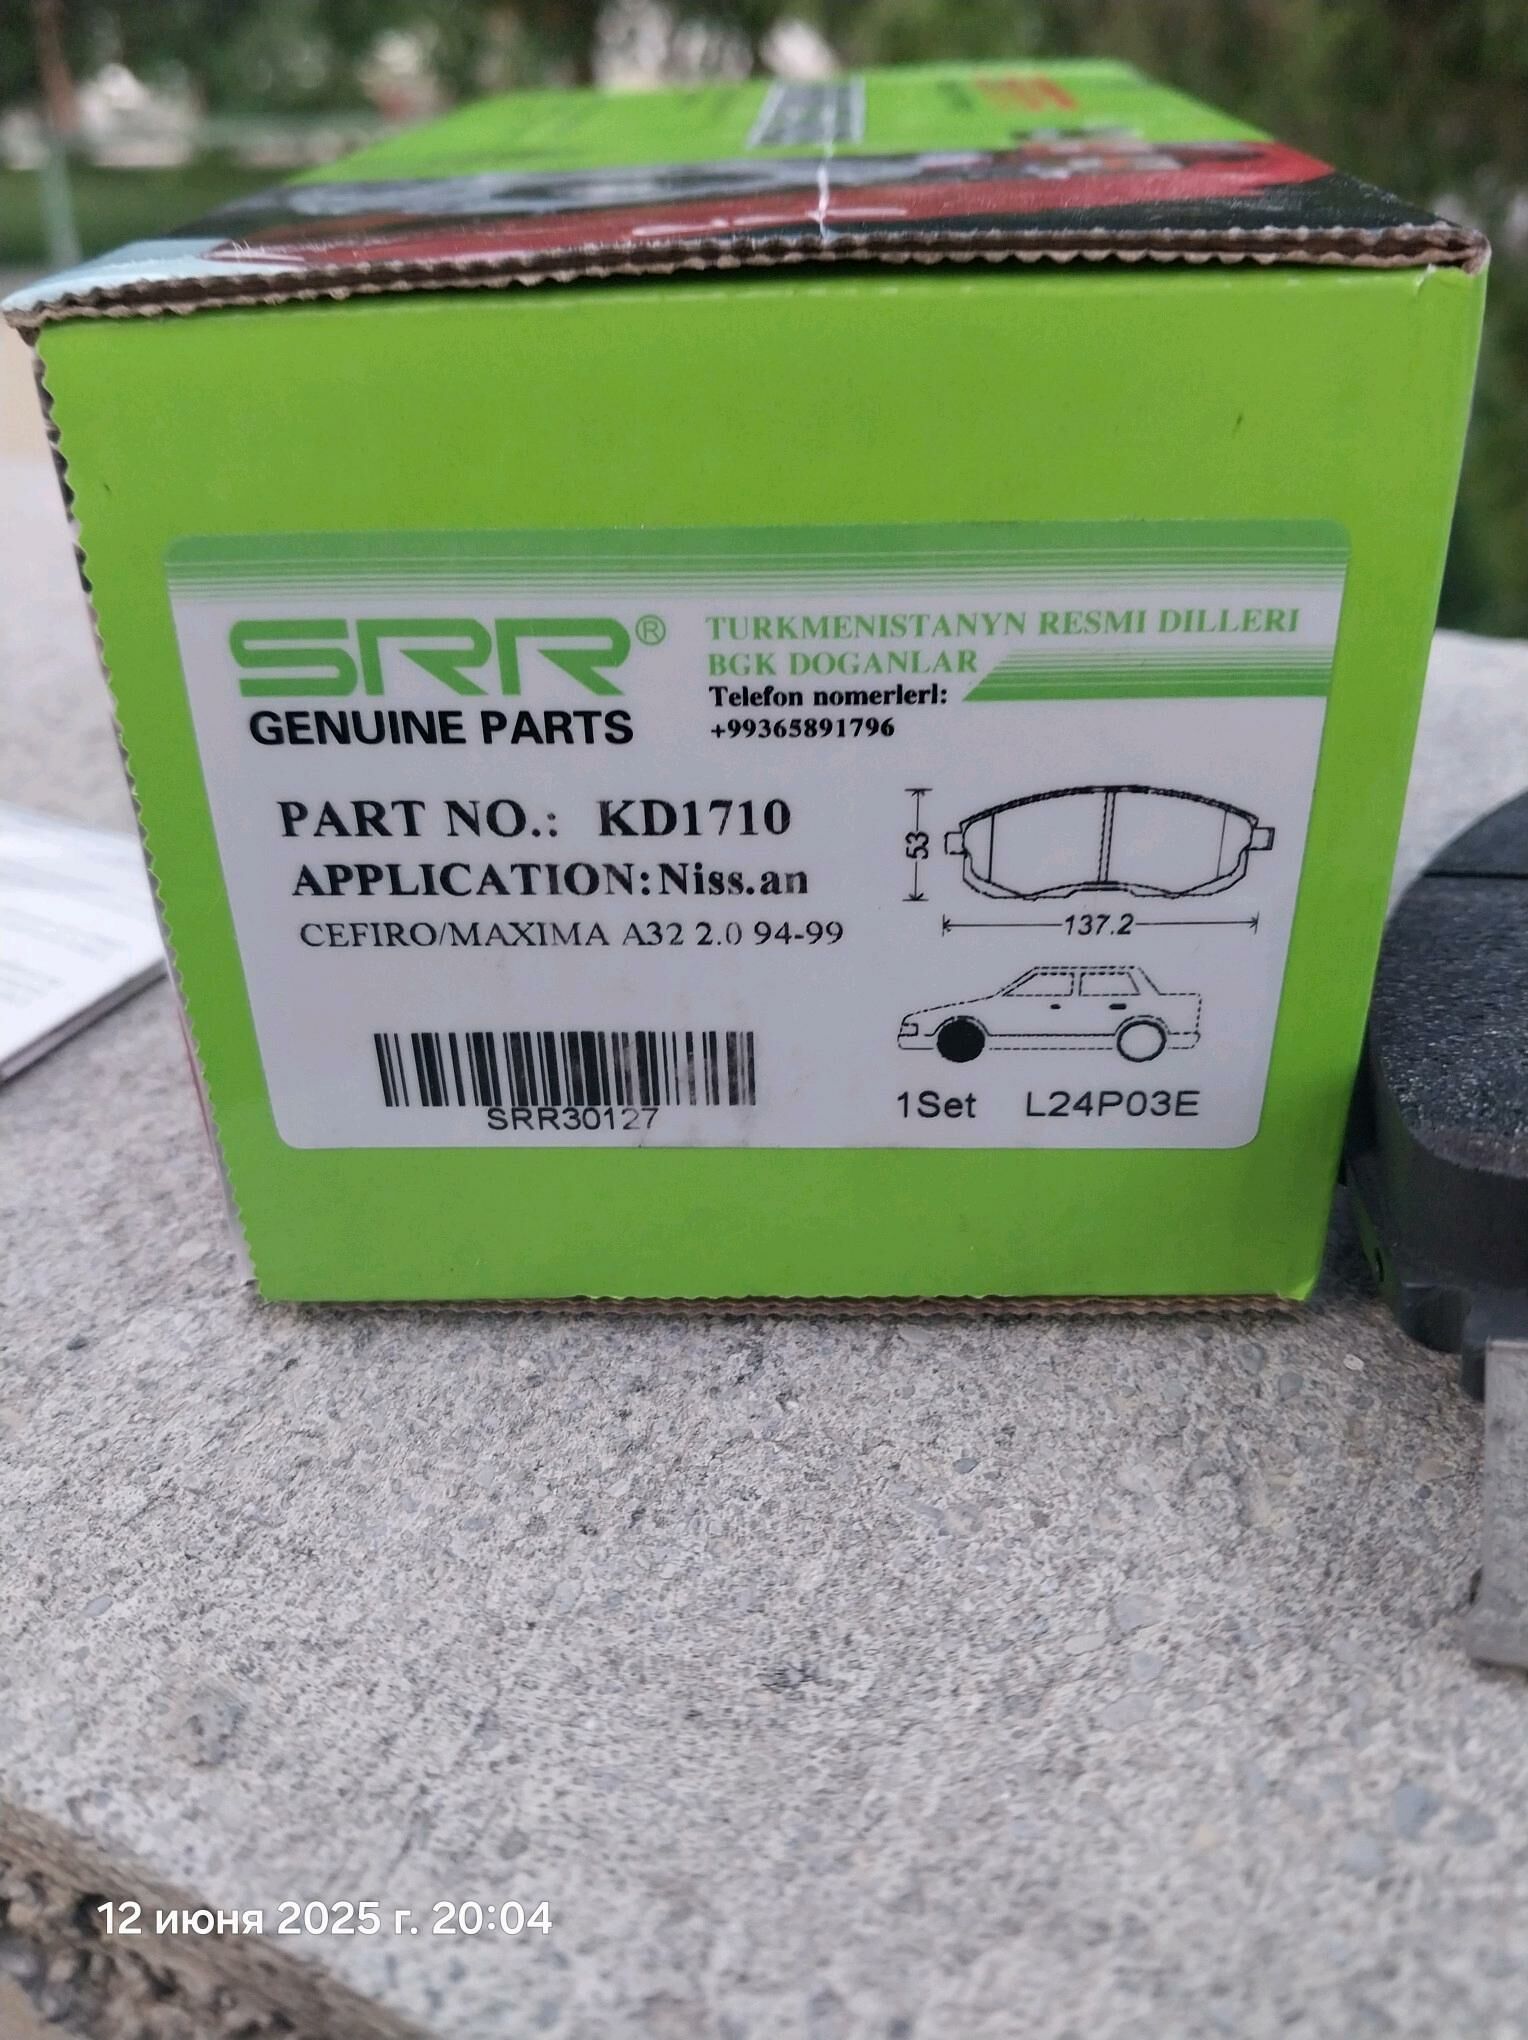 SRR®
GENUINE PARTS
TURKMENISTANYN RESMI DILLERI
BGK DOGANLAR
Telefon nomerlerl:
+99365891796
PART NO.: KD1710
APPLICATION:Niss.an
CEFIRO/MAXIMA A32 2.0 94-99
53
137.2
SRR30127
1Set L24P03E
12 июня 2025 г. 20:04